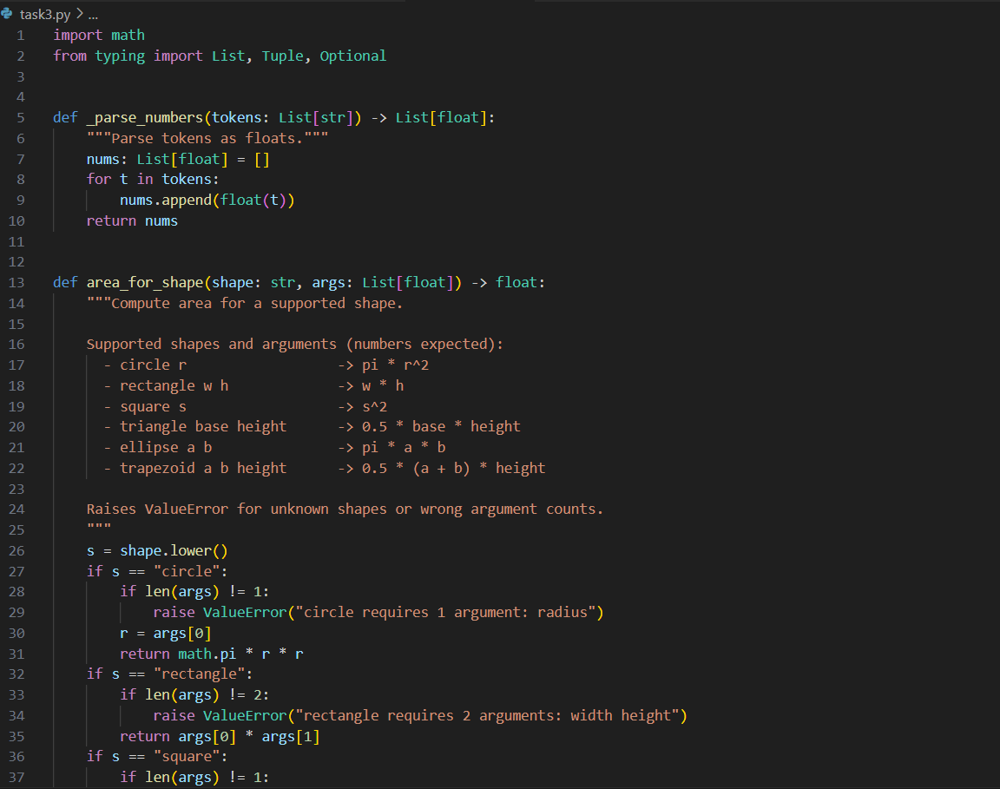 task3.py > ...
1 import math
2 from typing import List, Tuple, Optional
3
4
5 def _parse_numbers(tokens: List[str]) -> List[float]:
6     """Parse tokens as floats."""
7     nums: List[float] = []
8     for t in tokens:
9         nums.append(float(t))
10     return nums
11
12
13 def area_for_shape(shape: str, args: List[float]) -> float:
14     """Compute area for a supported shape.
15
16     Supported shapes and arguments (numbers expected):
17       - circle r                  -> pi * r^2
18       - rectangle w h             -> w * h
19       - square s                  -> s^2
20       - triangle base height      -> 0.5 * base * height
21       - ellipse a b               -> pi * a * b
22       - trapezoid a b height      -> 0.5 * (a + b) * height
23
24     Raises ValueError for unknown shapes or wrong argument counts.
25     """
26     s = shape.lower()
27     if s == "circle":
28         if len(args) != 1:
29             raise ValueError("circle requires 1 argument: radius")
30         r = args[0]
31         return math.pi * r * r
32     if s == "rectangle":
33         if len(args) != 2:
34             raise ValueError("rectangle requires 2 arguments: width height")
35         return args[0] * args[1]
36     if s == "square":
37         if len(args) != 1: